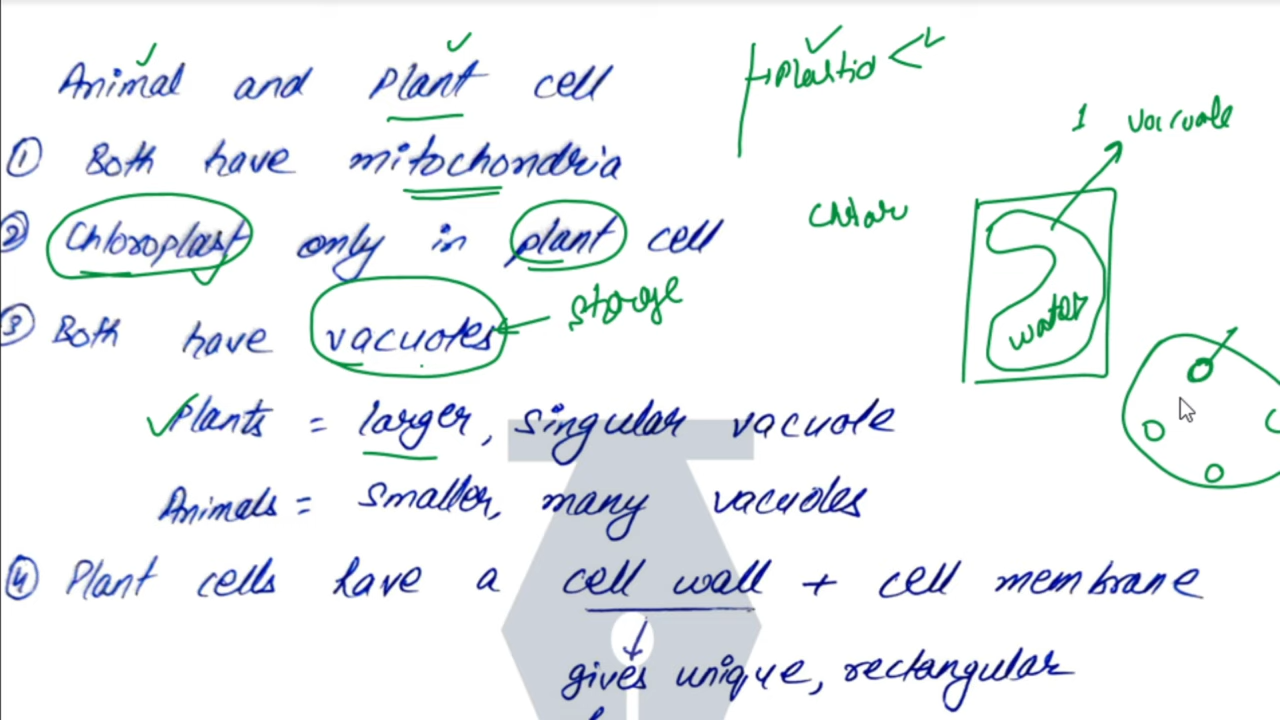 Animal and Plant cell
① Both have mitochondria
② Chloroplast only in plant cell
③ Both have vacuoles
storage
✓Plants = larger, singular vacuole
Animals = smaller, many vacuoles
④ Plant cells have a cell wall + cell membrane
gives unique, rectangular
1 vacuole
water